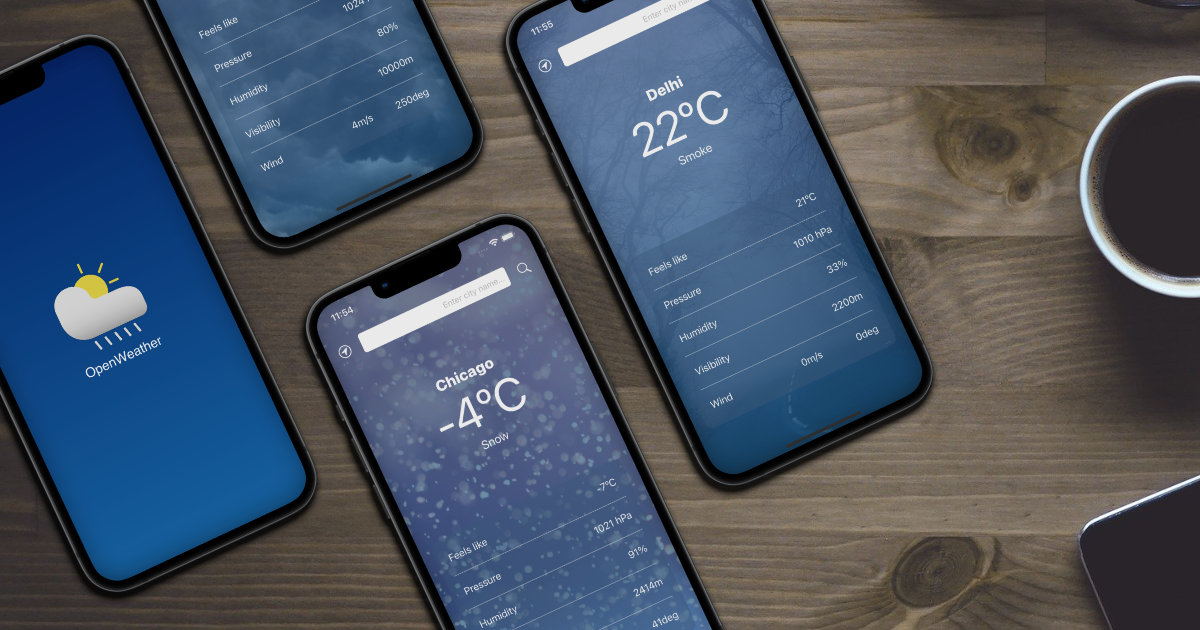 OpenWeather
Feels like
Pressure 1024
Humidity 80%
Visibility 10000m
Wind 4m/s 250deg
11:54
Enter city name...
Chicago
-4°C
Snow
Feels like -7°C
Pressure 1021 hPa
Humidity 91%
2414m
41deg
11:55
Enter city name...
Delhi
22°C
Smoke
Feels like 21°C
Pressure 1010 hPa
Humidity 33%
Visibility 2200m
Wind 0m/s 0deg